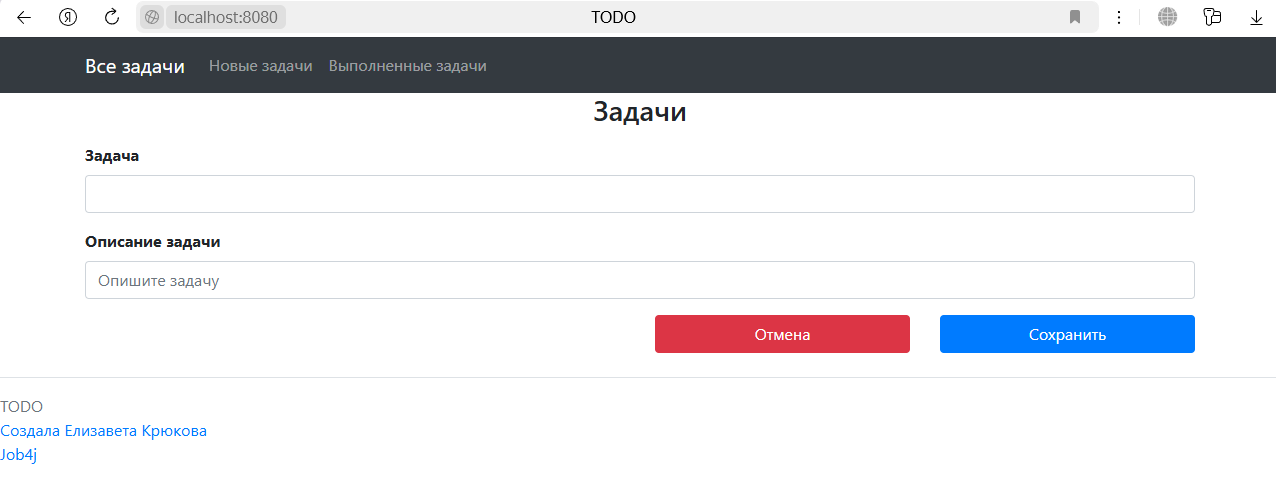 localhost:8080 TODO
Все задачи Новые задачи Выполненные задачи
Задачи
Задача
Описание задачи
Опишите задачу
Отмена Сохранить
TODO
Создала Елизавета Крюкова
Job4j